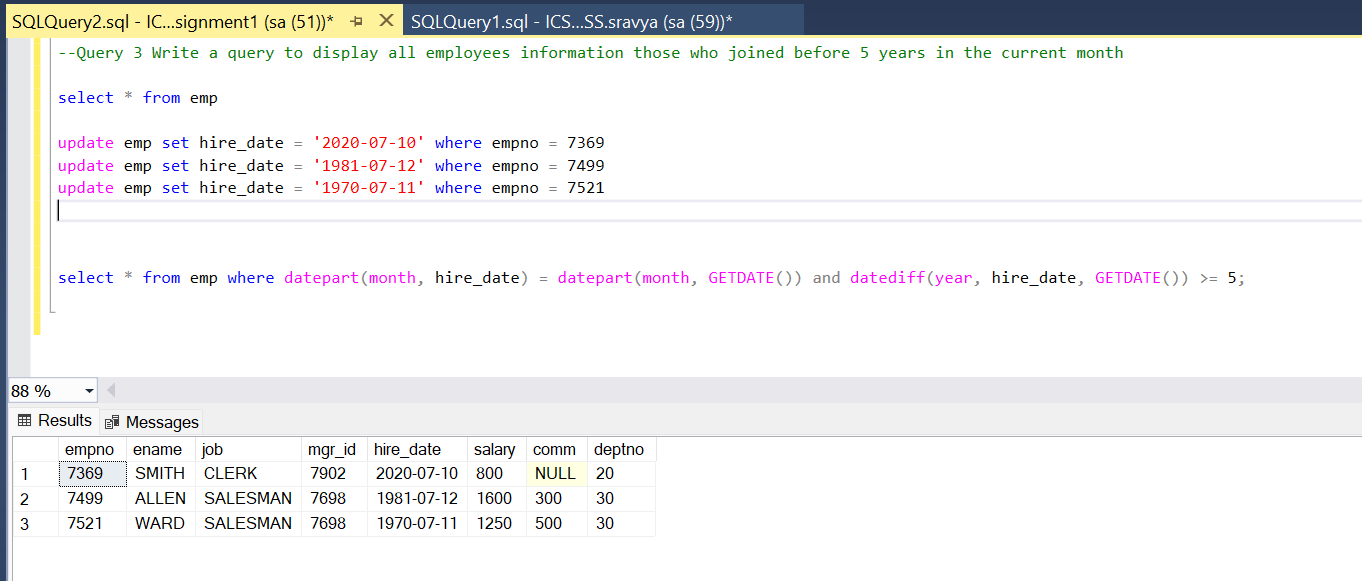 SQLQuery2.sql - IC...signment1 (sa (51))* SQLQuery1.sql - ICS...SS.sravya (sa (59))*
--Query 3 Write a query to display all employees information those who joined before 5 years in the current month
select * from emp
update emp set hire_date = '2020-07-10' where empno = 7369
update emp set hire_date = '1981-07-12' where empno = 7499
update emp set hire_date = '1970-07-11' where empno = 7521
select * from emp where datepart(month, hire_date) = datepart(month, GETDATE()) and datediff(year, hire_date, GETDATE()) >= 5;
88 %
Results Messages
empno ename job mgr_id hire_date salary comm deptno
1 7369 SMITH CLERK 7902 2020-07-10 800 NULL 20
2 7499 ALLEN SALESMAN 7698 1981-07-12 1600 300 30
3 7521 WARD SALESMAN 7698 1970-07-11 1250 500 30